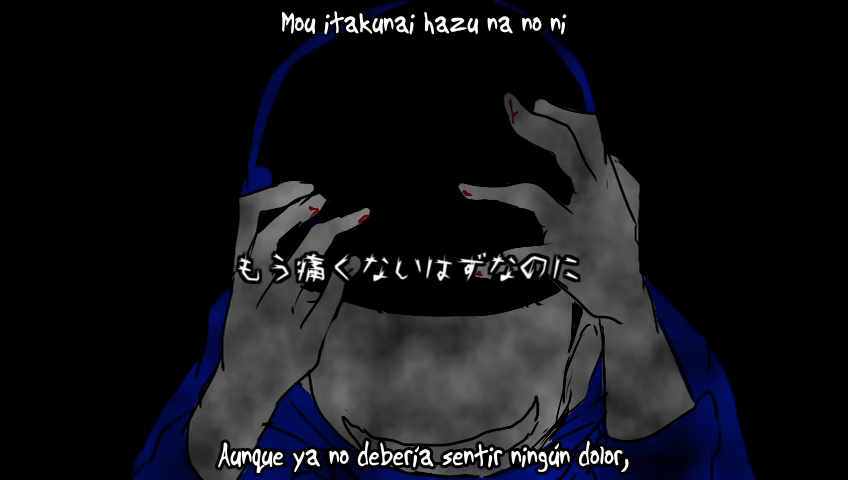 Mou itakunai hazu na no ni
もう痛くないはずなのに
Aunque ya no debería sentir ningún dolor,